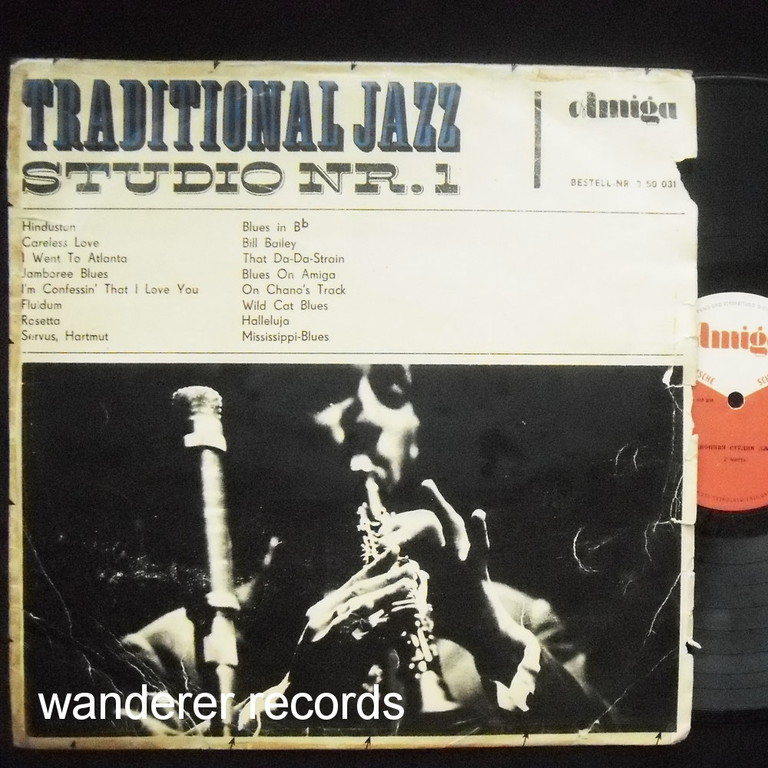 TRADITIONAL JAZZ
STUDIO NR. 1
Amiga
BESTELL-NR. 8 50 031
Hindustan
Careless Love
I Went To Atlanta
Jamboree Blues
I'm Confessin' That I Love You
Fluidum
Rosetta
Servus, Hartmut
Blues in Bb
Bill Bailey
That Da-Da-Strain
Blues On Amiga
On Chano's Track
Wild Cat Blues
Halleluja
Mississippi-Blues
Amig
wanderer records